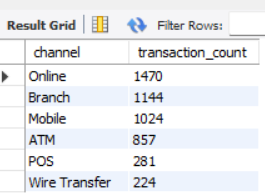 Result Grid Filter Rows:
channel transaction_count
Online 1470
Branch 1144
Mobile 1024
ATM 857
POS 281
Wire Transfer 224